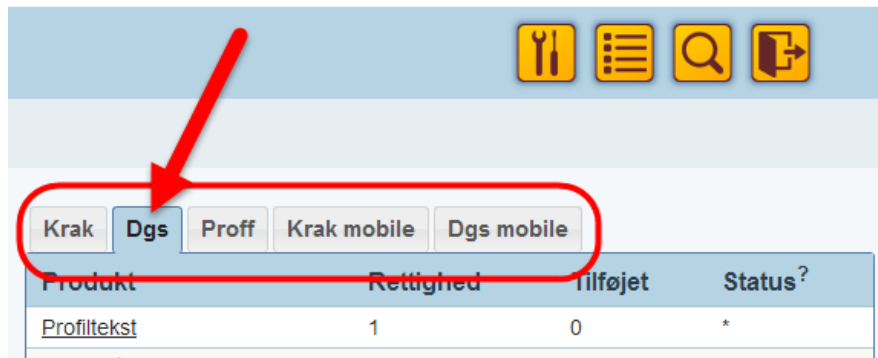 Krak Dgs Proff Krak mobile Dgs mobile
Produkt Rettighed Tilføjet Status?
Profiltekst 1 0 *